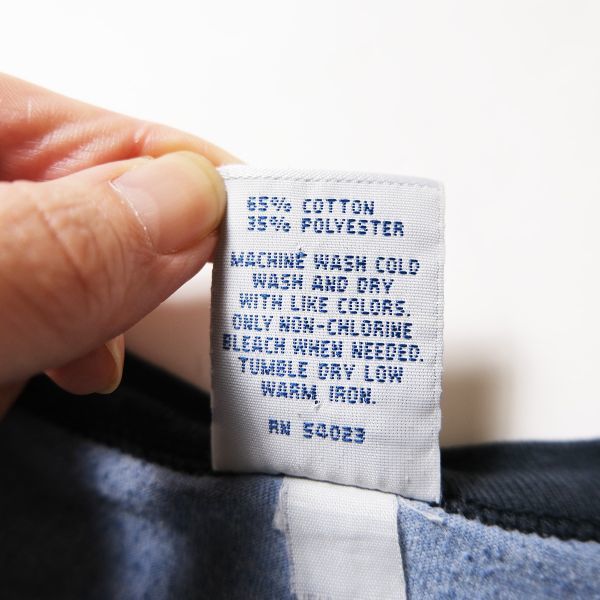 65% COTTON
35% POLYESTER
MACHINE WASH COLD
WASH AND DRY
WITH LIKE COLORS.
ONLY NON-CHLORINE
BLEACH WHEN NEEDED.
TUMBLE DRY LOW
WARM, IRON.
RN 54023